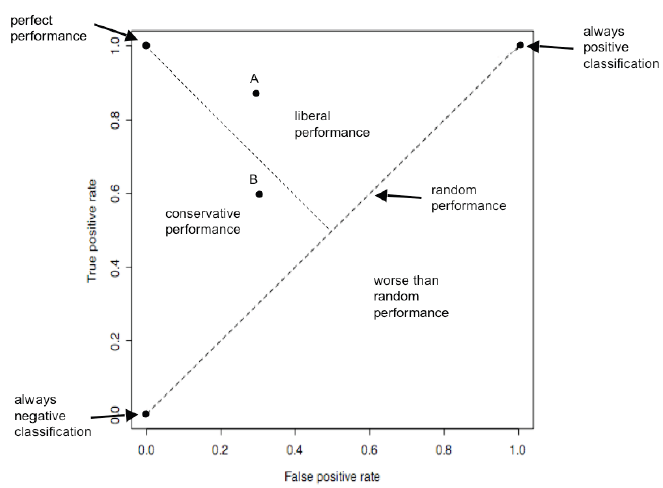 perfect
performance
always
positive
classification
A
liberal
performance
B
conservative
performance
random
performance
worse than
random
performance
always
negative
classification
True positive rate
1.0
0.8
0.6
0.4
0.2
0.0
0.0 0.2 0.4 0.6 0.8 1.0
False positive rate